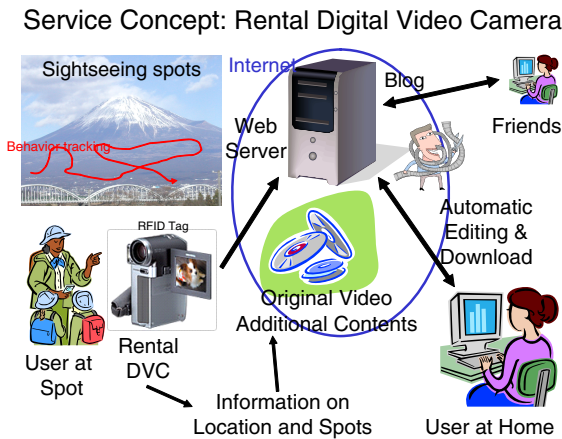 Service Concept: Rental Digital Video Camera
Sightseeing spots
Internet
Blog
Behavior tracking
Web
Server
Friends
RFID Tag
Automatic
Editing &
Download
Original Video
Additional Contents
User at
Spot
Rental
DVC
Information on
Location and Spots
User at Home